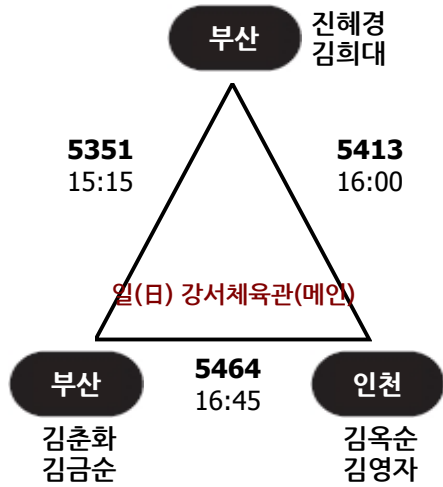 부산
진혜경
김희대
5351
15:15
5413
16:00
일(日) 강서체육관(메인)
부산
5464
16:45
인천
김춘화
김금순
김옥순
김영자